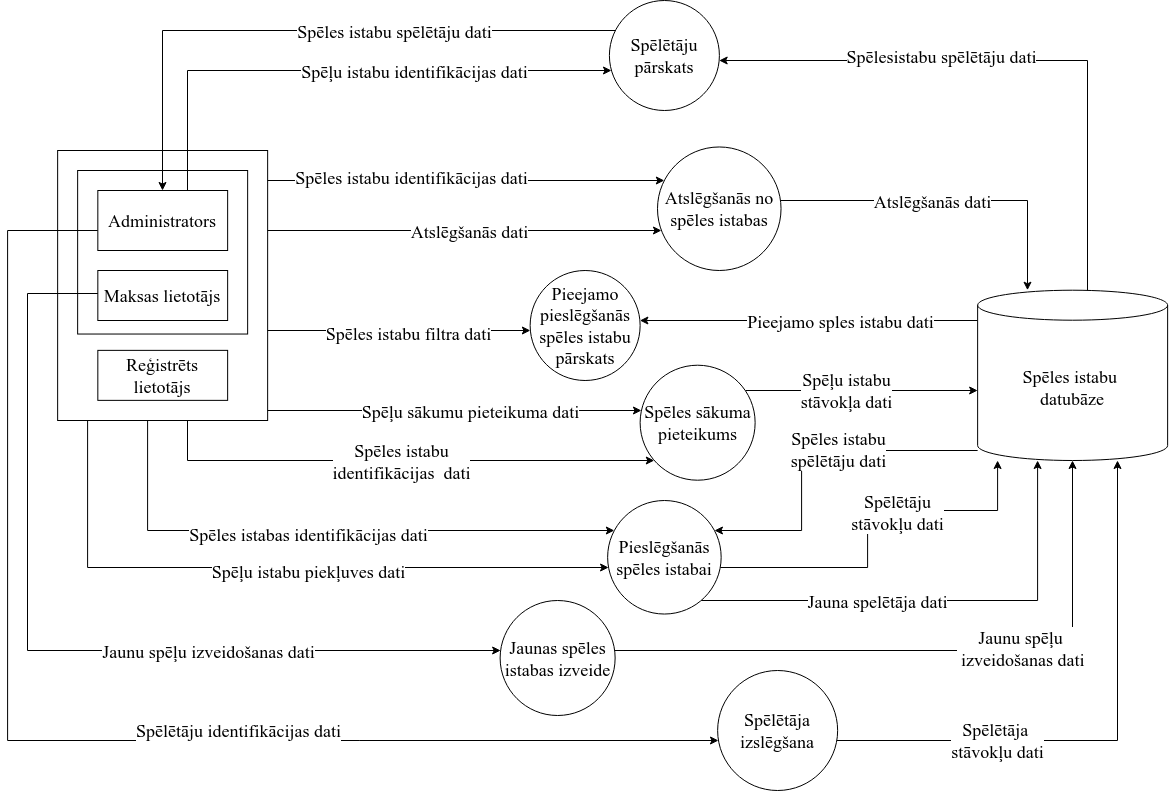 Spēles istabu spēlētāju dati
Spēļu istabu identifikācijas dati
Spēlētāju
pārskats
Spēlesistabu spēlētāju dati
Spēles istabu identifikācijas dati
Atslēgšanās dati
Atslēgšanās no
spēles istabas
Atslēgšanās dati
Administrators
Maksas lietotājs
Reģistrēts
lietotājs
Spēles istabu filtra dati
Pieejamo
pieslēgšanās
spēles istabu
pārskats
Pieejamo sples istabu dati
Spēles istabu
datubāze
Spēļu sākumu pieteikuma dati
Spēles istabu
identifikācijas  dati
Spēles sākuma
pieteikums
Spēļu istabu
stāvokļa dati
Spēles istabu
spēlētāju dati
Spēles istabas identifikācijas dati
Spēļu istabu piekļuves dati
Pieslēgšanās
spēles istabai
Spēlētāju
stāvokļu dati
Jauna spelētāja dati
Jaunu spēļu izveidošanas dati
Jaunas spēles
istabas izveide
Jaunu spēļu
izveidošanas dati
Spēlētāju identifikācijas dati
Spēlētāja
izslēgšana
Spēlētāja
stāvokļu dati